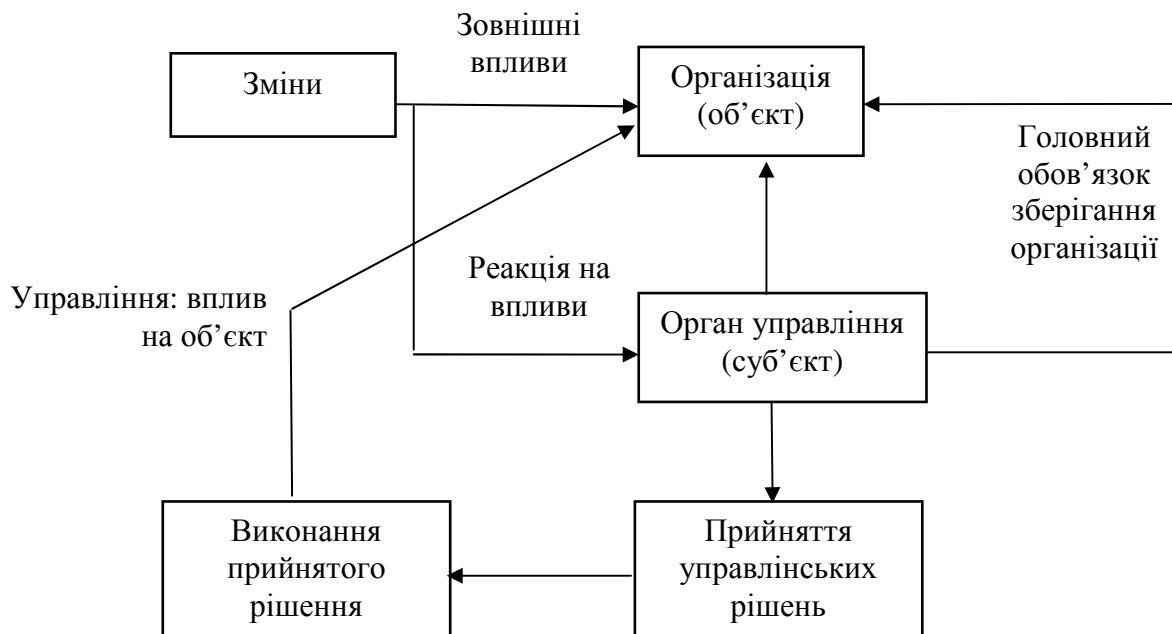 Зовнішні
впливи
Зміни
Організація
(об’єкт)
Головний
обов’язок
зберігання
організації
Реакція на
впливи
Управління: вплив
на об’єкт
Орган управління
(суб’єкт)
Виконання
прийнятого
рішення
Прийняття
управлінських
рішень